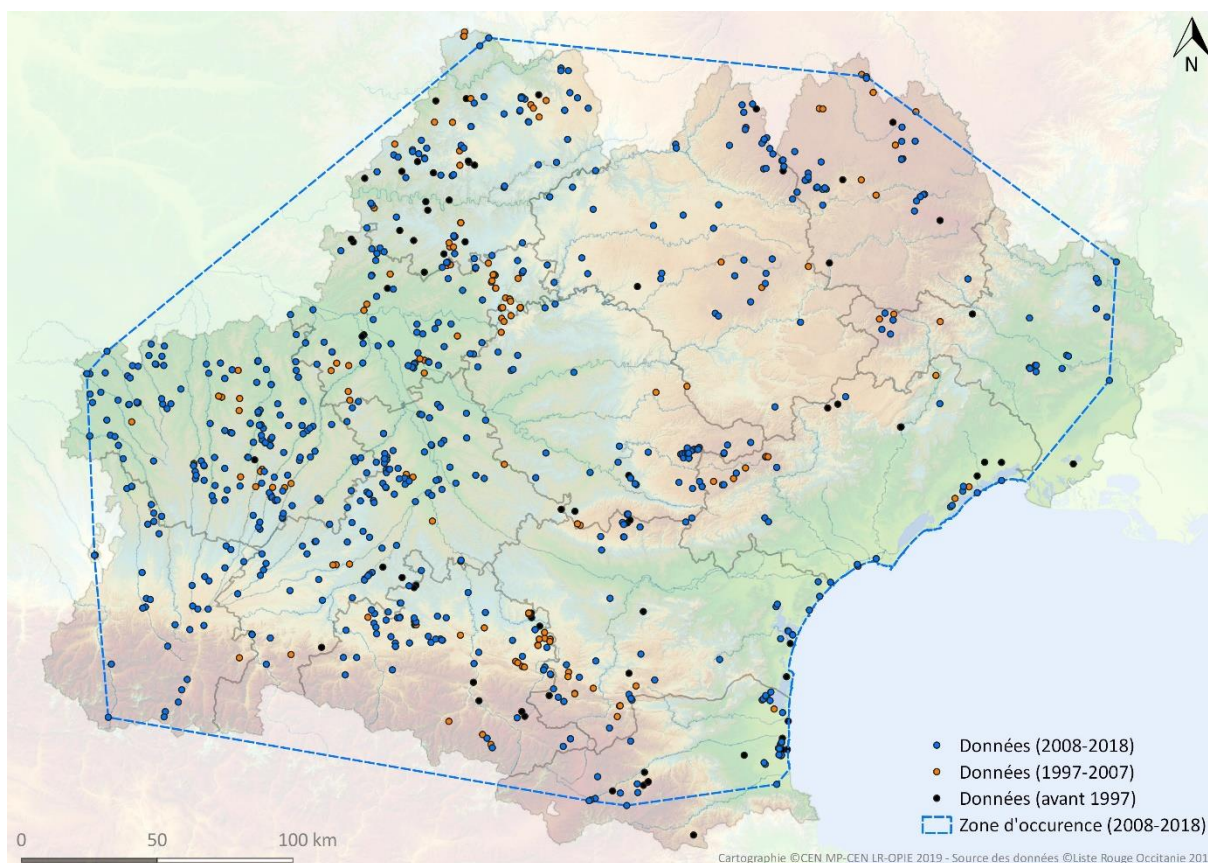 N
Données (2008-2018)
Données (1997-2007)
Données (avant 1997)
Zone d'occurence (2008-2018)
0 50 100 km
Cartographie ©CEN MP-CEN LR-OPIE 2019 - Source des données ©Liste Rouge Occitanie 201